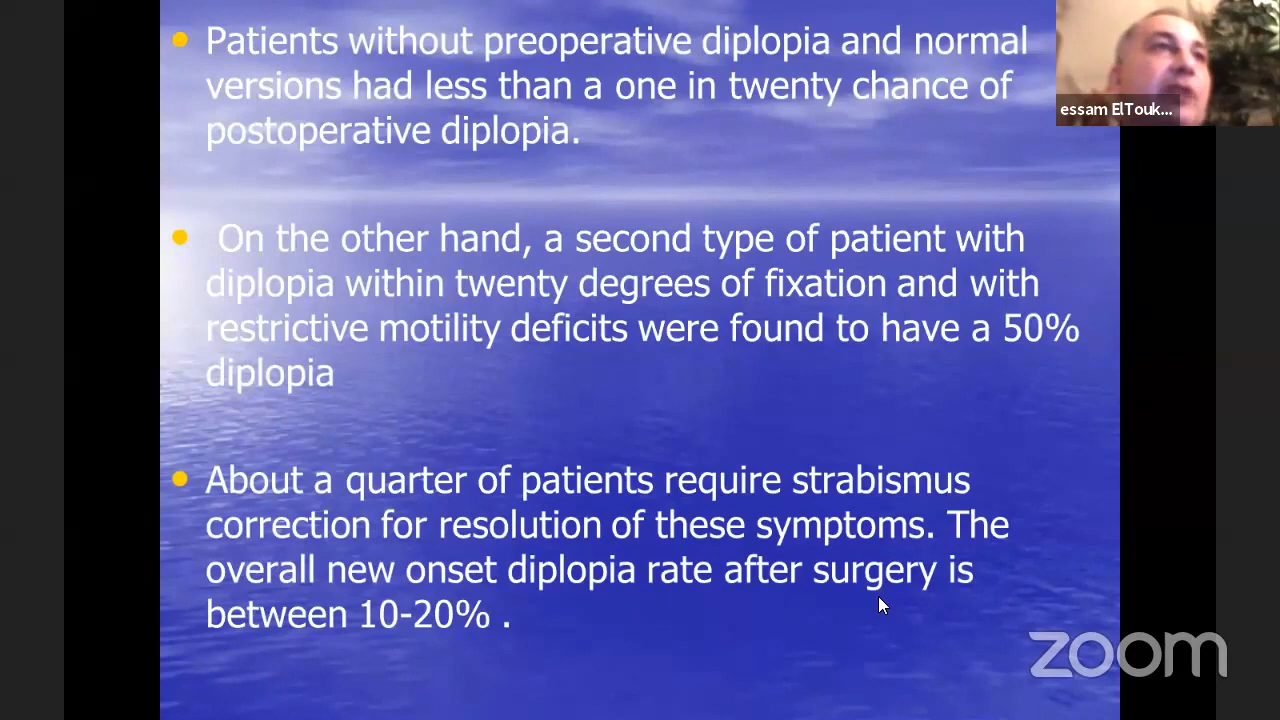 Patients without preoperative diplopia and normal
versions had less than a one in twenty chance of
postoperative diplopia.
On the other hand, a second type of patient with
diplopia within twenty degrees of fixation and with
restrictive motility deficits were found to have a 50%
diplopia
About a quarter of patients require strabismus
correction for resolution of these symptoms. The
overall new onset diplopia rate after surgery is
between 10-20% .
essam ElTouk...
zoom